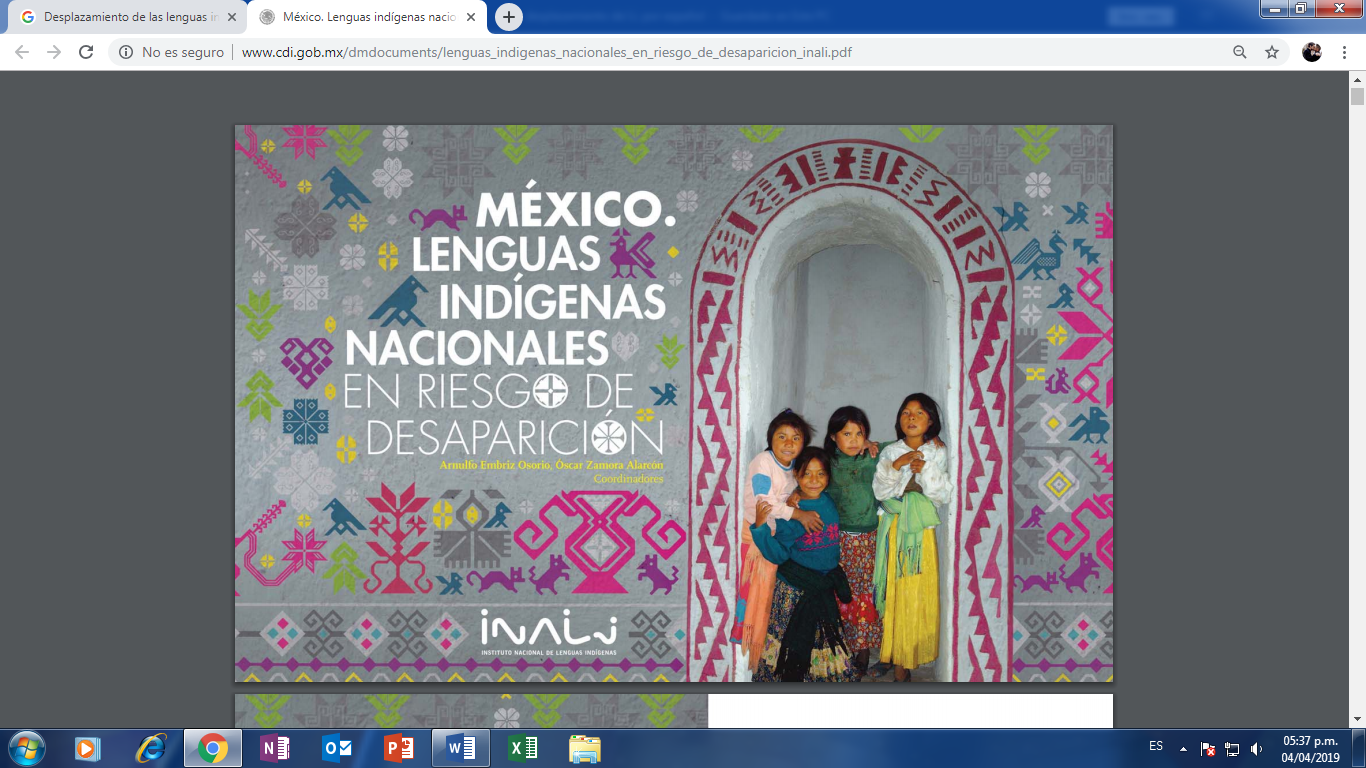 Desplazamiento de las lenguas in
México. Lenguas indígenas nacio
No es seguro
www.cdi.gob.mx/dmdocuments/lenguas_indigenas_nacionales_en_riesgo_de_desaparicion_inali.pdf
MÉXICO.
LENGUAS
INDÍGENAS
NACIONALES
EN RIESGO DE
DESAPARICIÓN
Arnulfo Embriz Osorio, Óscar Zamora Alarcón
Coordinadores
INALI
INSTITUTO NACIONAL DE LENGUAS INDÍGENAS
ES
05:37 p.m.
04/04/2019